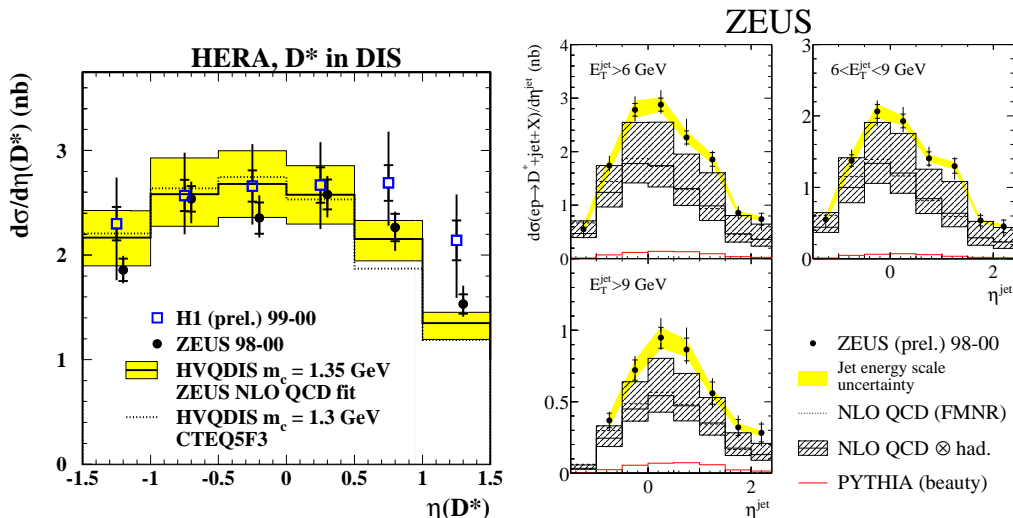 HERA, D* in DIS
dσ/dη(D*) (nb)
3
2
1
0
-1.5 -1 -0.5 0 0.5 1 1.5
η(D*)
H1 (prel.) 99-00
ZEUS 98-00
HVQDIS m_c = 1.35 GeV
ZEUS NLO QCD fit
HVQDIS m_c = 1.3 GeV
CTEQ5F3
ZEUS
dσ(ep→D*+jet+X)/dη^jet (nb)
E_T^jet>6 GeV
4
3
2
1
0
6<E_T^jet<9 GeV
3
2
1
0
0 2
η^jet
E_T^jet>9 GeV
1.5
1
0.5
0
0 2
η^jet
ZEUS (prel.) 98-00
Jet energy scale
uncertainty
NLO QCD (FMNR)
NLO QCD ⊗ had.
PYTHIA (beauty)